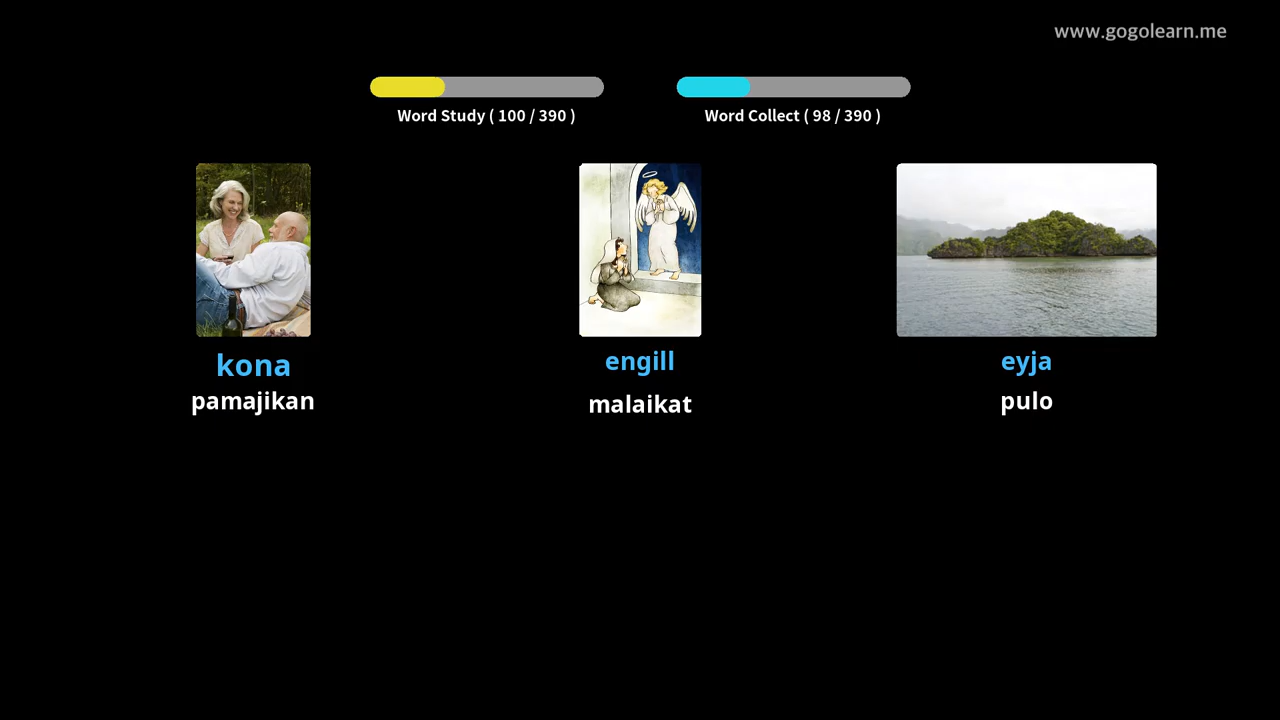 www.gogolearn.me
Word Study ( 100 / 390 )
Word Collect ( 98 / 390 )
kona
pamajikan
engill
malaikat
eyja
pulo